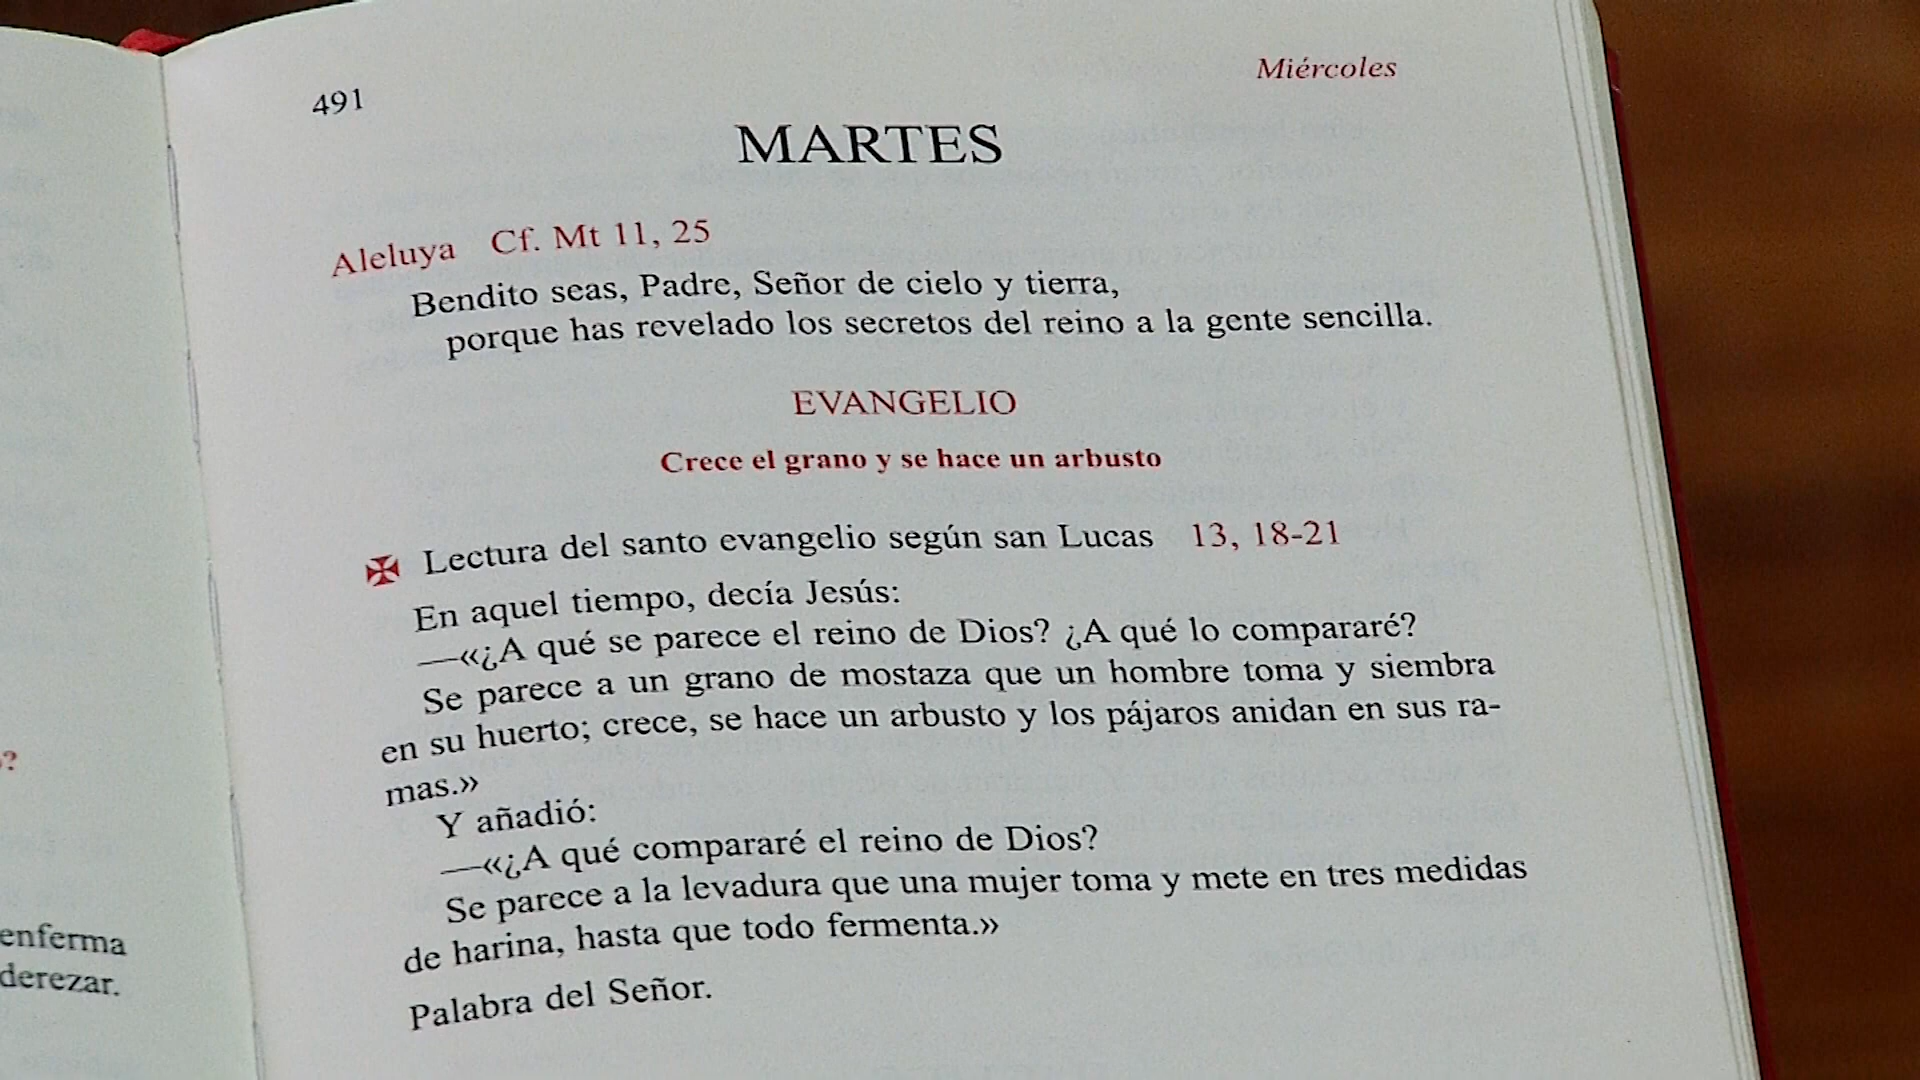 ?
enferma
derezar.
491
Miércoles
MARTES
Aleluya Cf. Mt 11, 25
Bendito seas, Padre, Señor de cielo y tierra,
porque has revelado los secretos del reino a la gente sencilla.
EVANGELIO
Crece el grano y se hace un arbusto
✠ Lectura del santo evangelio según san Lucas 13, 18-21
En aquel tiempo, decía Jesús:
—«¿A qué se parece el reino de Dios? ¿A qué lo compararé?
Se parece a un grano de mostaza que un hombre toma y siembra
en su huerto; crece, se hace un arbusto y los pájaros anidan en sus ra-
mas.»
Y añadió:
—«¿A qué compararé el reino de Dios?
Se parece a la levadura que una mujer toma y mete en tres medidas
de harina, hasta que todo fermenta.»
Palabra del Señor.